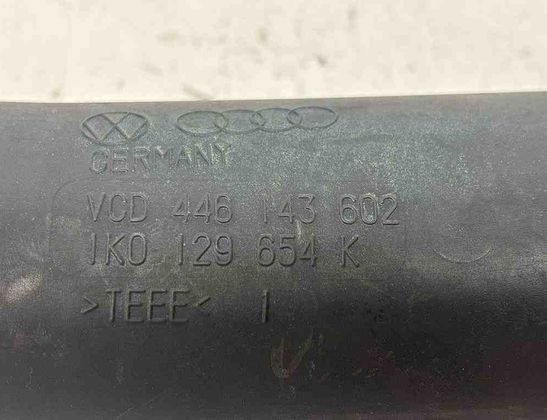 GERMANY
VCD 446 143 602
1K0 129 654 K
>TEEE< 1